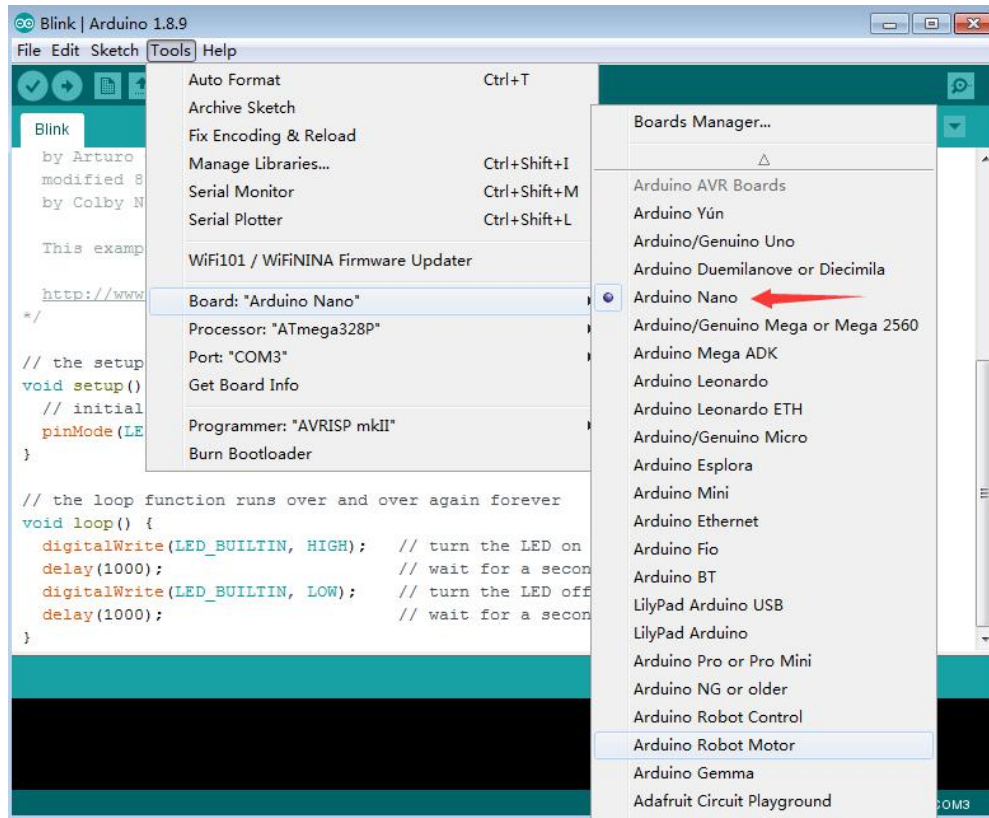 Blink | Arduino 1.8.9
File Edit Sketch Tools Help
Auto Format Ctrl+T
Archive Sketch
Fix Encoding & Reload
Manage Libraries... Ctrl+Shift+I
Serial Monitor Ctrl+Shift+M
Serial Plotter Ctrl+Shift+L
WiFi101 / WiFiNINA Firmware Updater
Board: "Arduino Nano"
Processor: "ATmega328P"
Port: "COM3"
Get Board Info
Programmer: "AVRISP mkII"
Burn Bootloader
Boards Manager...
Arduino AVR Boards
Arduino Yún
Arduino/Genuino Uno
Arduino Duemilanove or Diecimila
Arduino Nano
Arduino/Genuino Mega or Mega 2560
Arduino Mega ADK
Arduino Leonardo
Arduino Leonardo ETH
Arduino/Genuino Micro
Arduino Esplora
Arduino Mini
Arduino Ethernet
Arduino Fio
Arduino BT
LilyPad Arduino USB
LilyPad Arduino
Arduino Pro or Pro Mini
Arduino NG or older
Arduino Robot Control
Arduino Robot Motor
Arduino Gemma
Adafruit Circuit Playground
Blink
by Arturo
modified 8
by Colby N
This examp
http://www
*/
// the setup
void setup()
// initial
pinMode(LE
}
// the loop function runs over and over again forever
void loop() {
digitalWrite(LED_BUILTIN, HIGH); // turn the LED on
delay(1000); // wait for a secon
digitalWrite(LED_BUILTIN, LOW); // turn the LED off
delay(1000); // wait for a secon
}
COM3